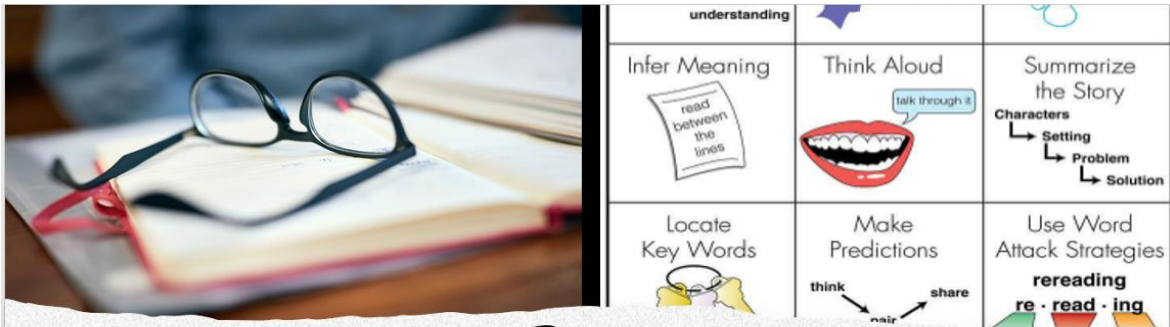 understanding
Infer Meaning
read
between
the
lines
Think Aloud
talk through it
Summarize
the Story
Characters
Setting
Problem
Solution
Locate
Key Words
Make
Predictions
think
pair
share
Use Word
Attack Strategies
rereading
re · read · ing